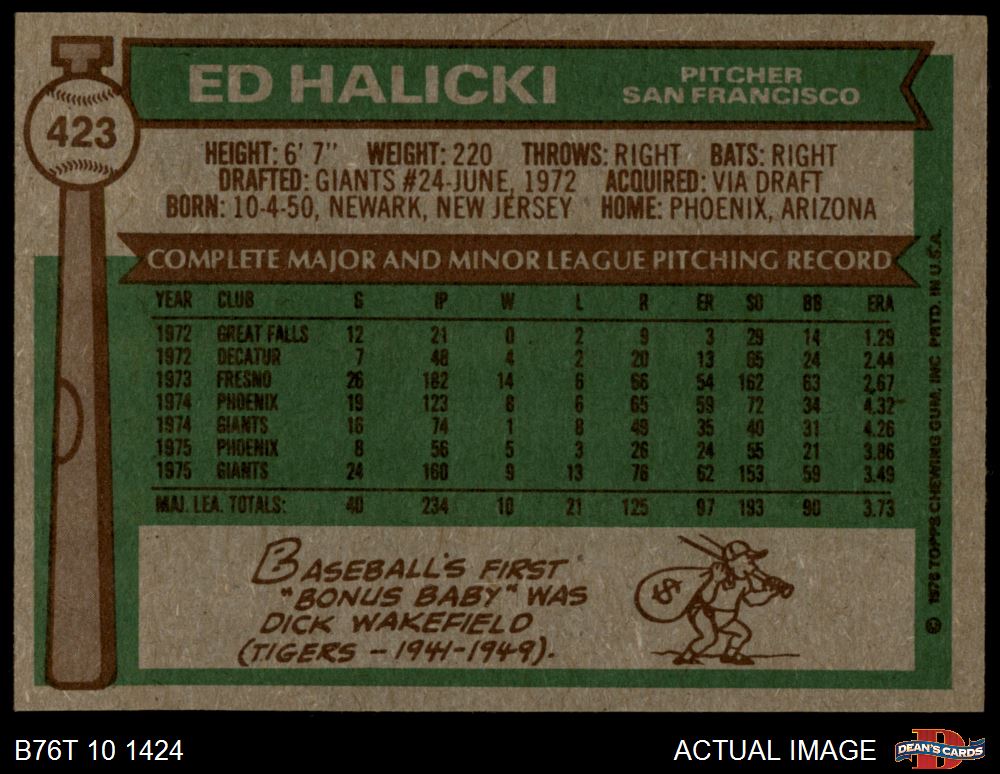 423
ED HALICKI
PITCHER
SAN FRANCISCO
HEIGHT: 6' 7" WEIGHT: 220 THROWS: RIGHT BATS: RIGHT
DRAFTED: GIANTS #24-JUNE, 1972 ACQUIRED: VIA DRAFT
BORN: 10-4-50, NEWARK, NEW JERSEY HOME: PHOENIX, ARIZONA
COMPLETE MAJOR AND MINOR LEAGUE PITCHING RECORD
YEAR CLUB G IP W L R ER SO BB ERA
1972 GREAT FALLS 12 21 0 2 9 3 29 14 1.29
1972 DECATUR 7 48 4 2 20 13 65 24 2.44
1973 FRESNO 26 182 14 6 66 54 162 63 2.67
1974 PHOENIX 19 123 6 6 65 59 72 34 4.32
1974 GIANTS 16 74 1 8 49 35 40 31 4.26
1975 PHOENIX 8 56 5 3 26 24 55 21 3.86
1975 GIANTS 24 160 9 13 76 62 153 59 3.49
MAJ. LEA. TOTALS: 40 234 10 21 125 97 193 90 3.73
BASEBALL'S FIRST
"BONUS BABY" WAS
DICK WAKEFIELD
(TIGERS - 1941-1949).
$
© 1976 TOPPS CHEWING GUM, INC PRTD. IN U.S.A.
B76T 10 1424
ACTUAL IMAGE
D
DEAN'S CARDS